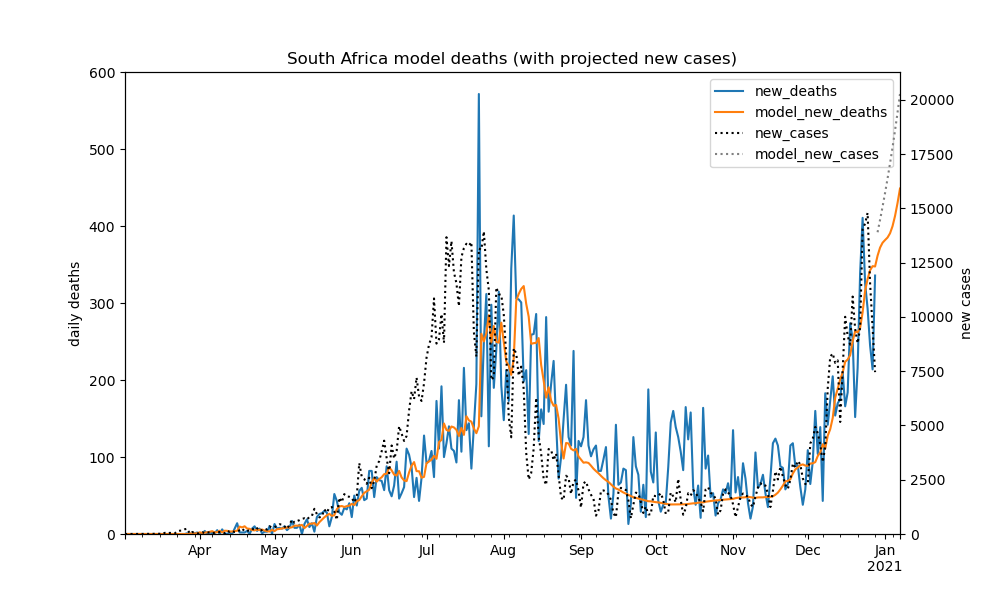 South Africa model deaths (with projected new cases)
new_deaths
model_new_deaths
new_cases
model_new_cases
daily deaths
600
500
400
300
200
100
0
new cases
20000
17500
15000
12500
10000
7500
5000
2500
0
Apr May Jun Jul Aug Sep Oct Nov Dec Jan
2021